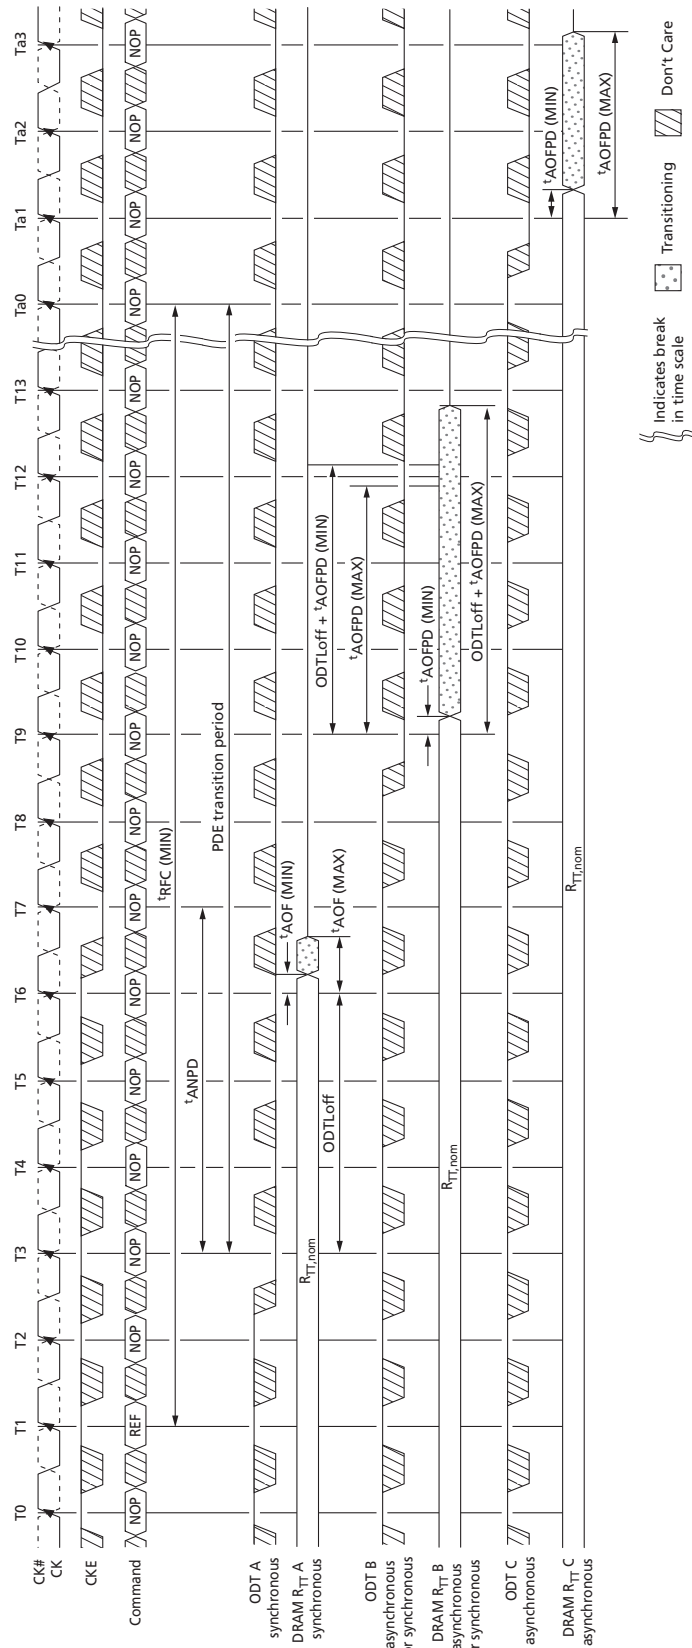 T0 T1 T2 T3 T4 T5 T6 T7 T8 T9 T10 T11 T12 T13 Ta0 Ta1 Ta2 Ta3
CK#
CK
CKE
Command
NOP REF NOP NOP NOP NOP NOP NOP NOP NOP NOP NOP NOP NOP NOP NOP NOP NOP
tRFC (MIN)
tANPD
PDE transition period
ODT A
synchronous
DRAM RTT A
synchronous
RTT,nom
tAOF (MIN)
tAOF (MAX)
ODTLoff
ODTLoff + tAOFPD (MIN)
tAOFPD (MAX)
ODT B
asynchronous
or synchronous
DRAM RTT B
asynchronous
or synchronous
RTT,nom
tAOFPD (MIN)
ODTLoff + tAOFPD (MAX)
ODT C
asynchronous
DRAM RTT C
asynchronous
RTT,nom
tAOFPD (MIN)
tAOFPD (MAX)
Indicates break
in time scale
Transitioning
Don't Care